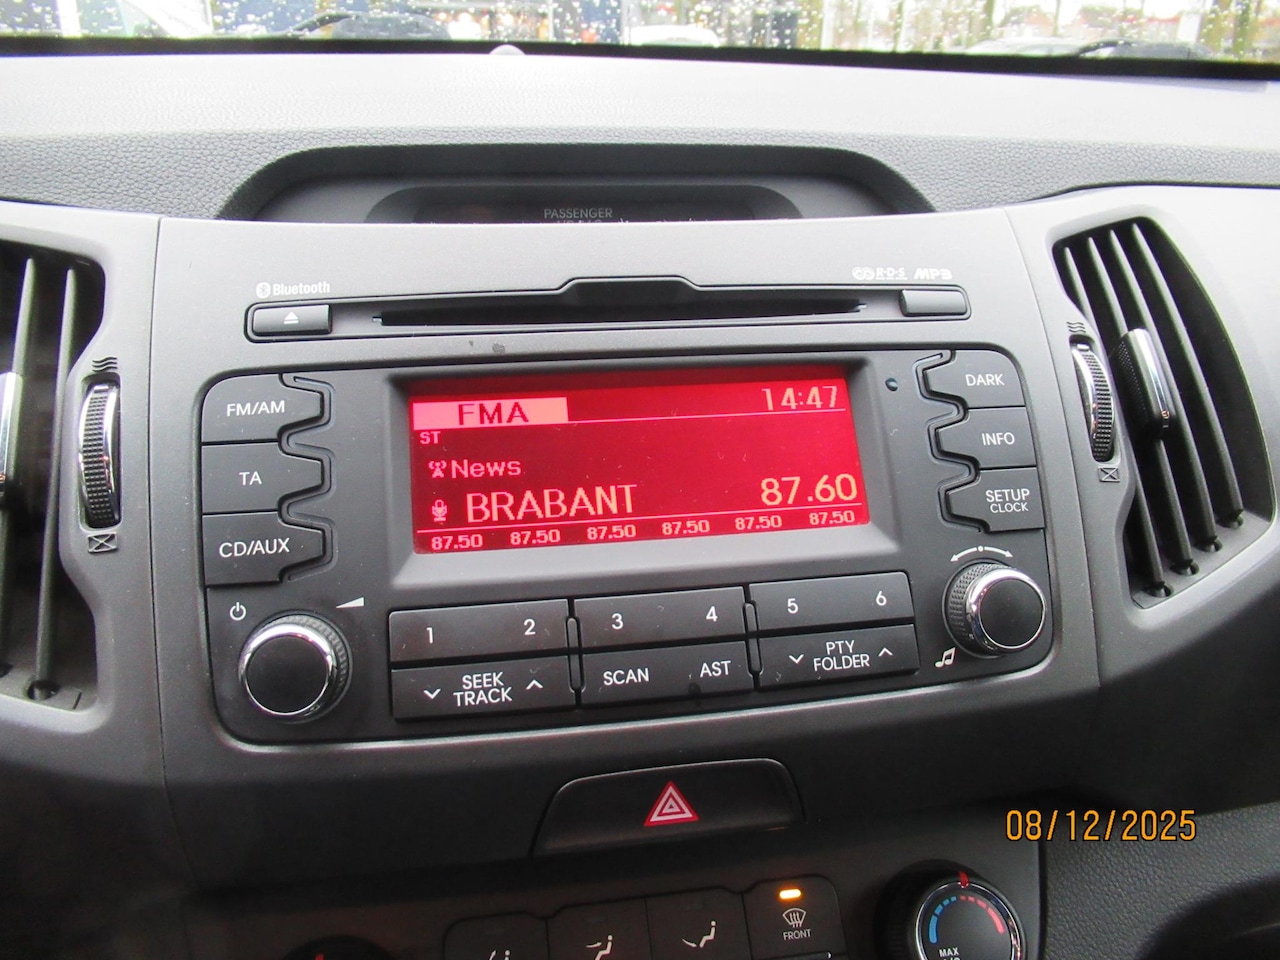 PASSENGER
Bluetooth
R·D·S MP3
FM/AM
TA
CD/AUX
FMA 14:47
ST
News
BRABANT 87.60
87.50 87.50 87.50 87.50 87.50 87.50
DARK
INFO
SETUP
CLOCK
1 2 3 4 5 6
SEEK
TRACK
SCAN AST
PTY
FOLDER
08/12/2025
FRONT
MAX